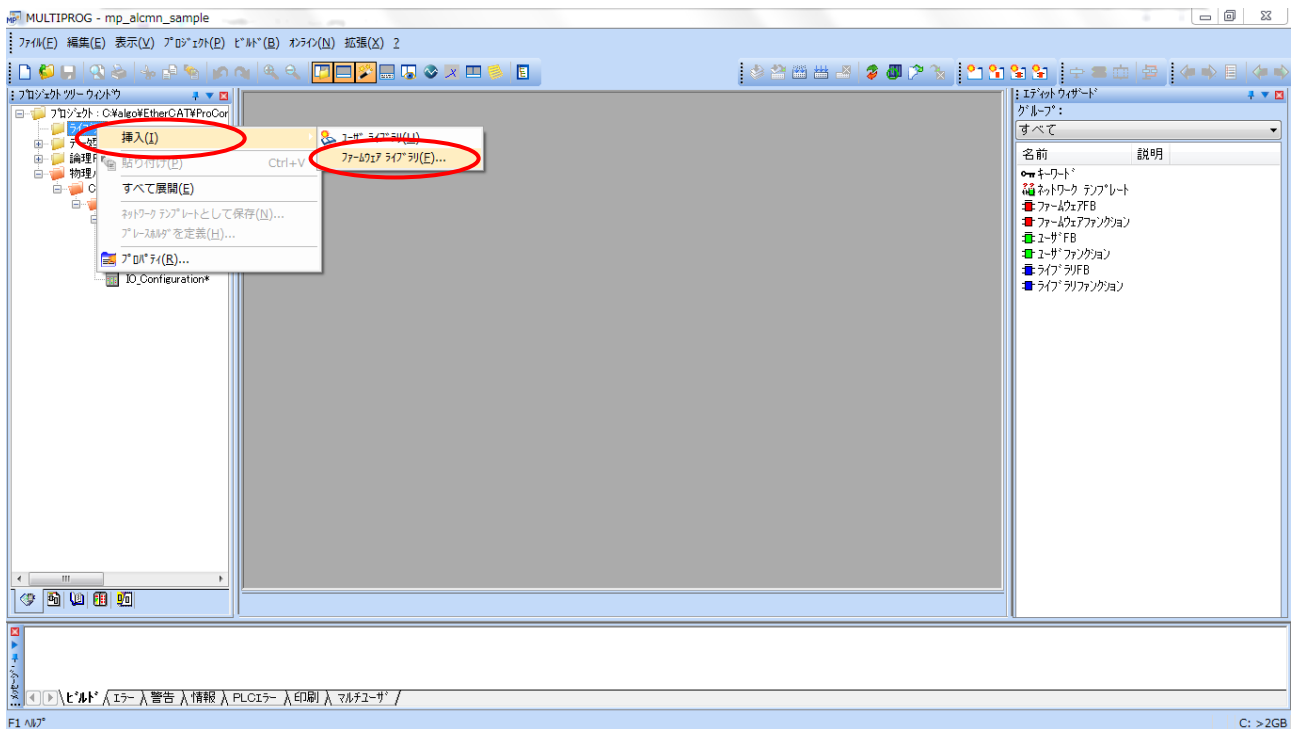 MULTIPROG - mp_alcmn_sample
ﾌｧｲﾙ(F) 編集(E) 表示(V) ﾌﾟﾛｼﾞｪｸﾄ(P) ﾋﾞﾙﾄﾞ(B) ｵﾝﾗｲﾝ(N) 拡張(X) ?
ﾌﾟﾛｼﾞｪｸﾄ ﾂﾘｰ ｳｨﾝﾄﾞｳ
ﾌﾟﾛｼﾞｪｸﾄ : C:¥algo¥EtherCAT¥ProCor
論理
物理
C
IO_Configuration*
挿入(I)
貼り付け(P) Ctrl+V
すべて展開(E)
ﾈｯﾄﾜｰｸ ﾃﾝﾌﾟﾚｰﾄとして保存(N)...
ﾌﾟﾚｰｽﾎﾙﾀﾞを定義(H)...
ﾌﾟﾛﾊﾟﾃｨ(R)...
ﾕｰｻﾞ ﾗｲﾌﾞﾗﾘ(U)...
ﾌｧｰﾑｳｪｱ ﾗｲﾌﾞﾗﾘ(F)...
ｴﾃﾞｨｯﾄ ｳｨｻﾞｰﾄﾞ
ｸﾞﾙｰﾌﾟ :
すべて
名前 説明
ｷｰﾜｰﾄﾞ
ﾈｯﾄﾜｰｸ ﾃﾝﾌﾟﾚｰﾄ
ﾌｧｰﾑｳｪｱFB
ﾌｧｰﾑｳｪｱﾌｧﾝｸｼｮﾝ
ﾕｰｻﾞFB
ﾕｰｻﾞﾌｧﾝｸｼｮﾝ
ﾗｲﾌﾞﾗﾘFB
ﾗｲﾌﾞﾗﾘﾌｧﾝｸｼｮﾝ
ﾒｯｾｰｼﾞ...
ﾋﾞﾙﾄﾞ ｴﾗｰ 警告 情報 PLCｴﾗｰ 印刷 ﾏﾙﾁﾕｰｻﾞ
F1 ﾍﾙﾌﾟ
C: >2GB